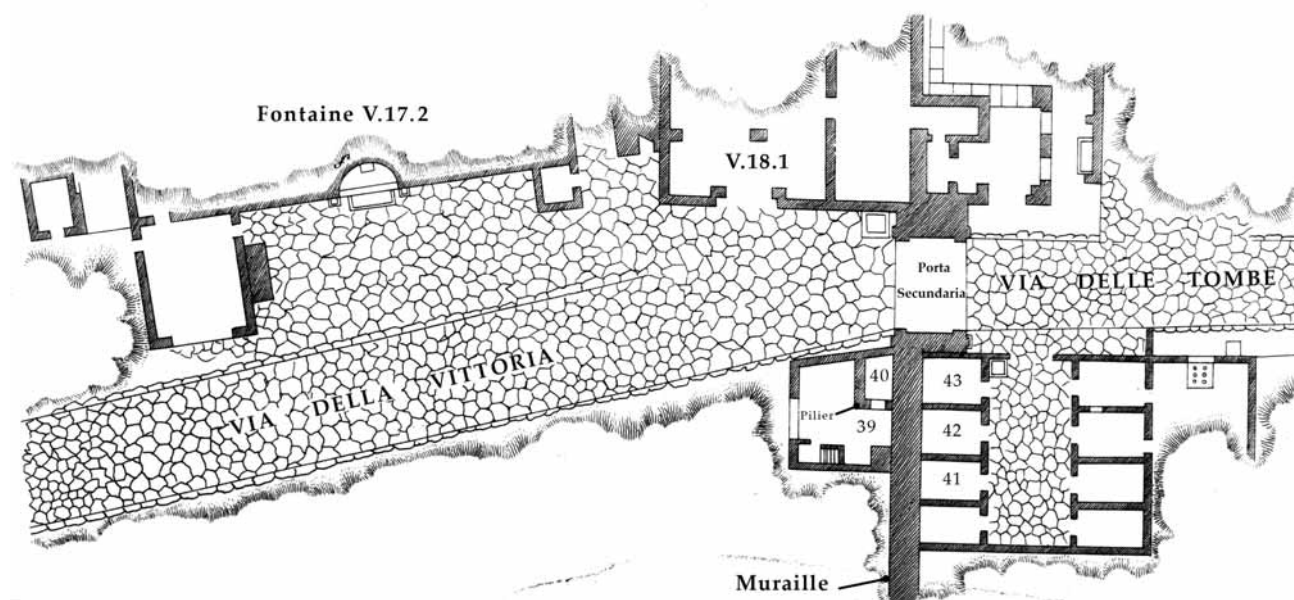 Fontaine V.17.2
V.18.1
Porta
Secundaria
VIA DELLE TOMBE
VIA DELLA VITTORIA
40
43
Pilier
39
42
41
Muraille